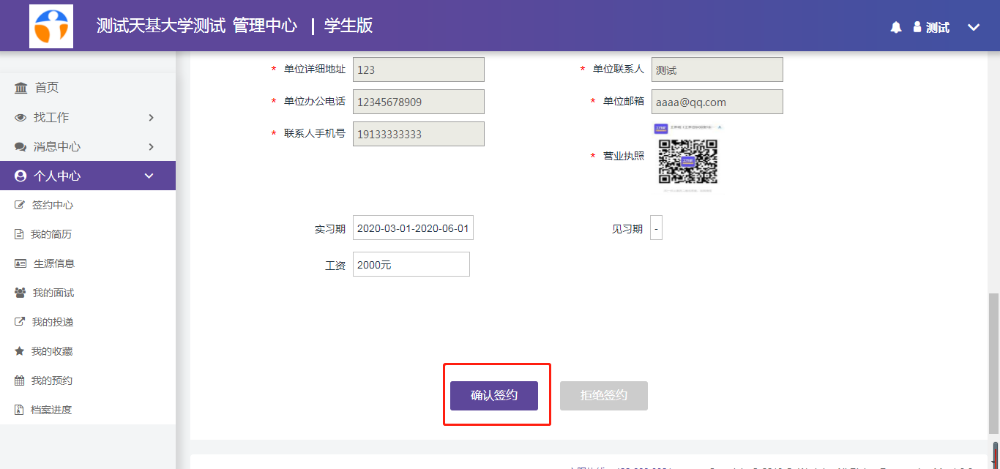 测试天基大学测试 管理中心 | 学生版
测试
首页
找工作
消息中心
个人中心
签约中心
我的简历
生源信息
我的面试
我的投递
我的收藏
我的预约
档案进度
* 单位详细地址 123
* 单位联系人 测试
* 单位办公电话 12345678909
* 单位邮箱 aaaa@qq.com
* 联系人手机号 19133333333
* 营业执照
实习期 2020-03-01-2020-06-01
见习期 -
工资 2000元
确认签约
拒绝签约